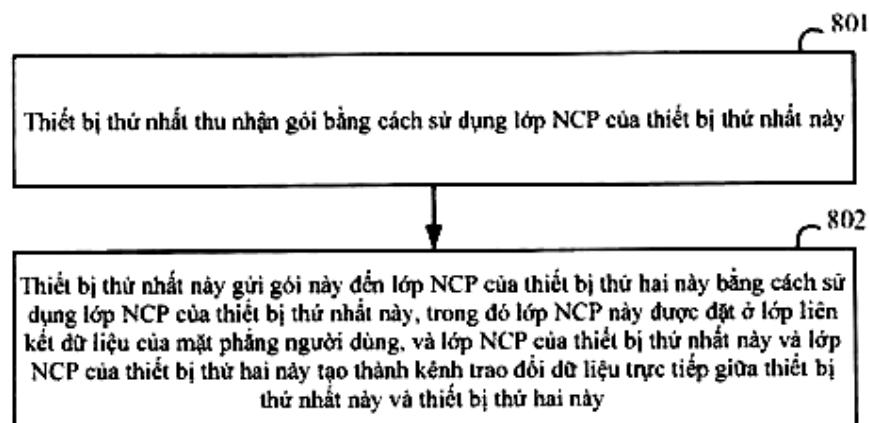 801
Thiết bị thứ nhất thu nhận gói bằng cách sử dụng lớp NCP của thiết bị thứ nhất này
802
Thiết bị thứ nhất này gửi gói này đến lớp NCP của thiết bị thứ hai này bằng cách sử
dụng lớp NCP của thiết bị thứ nhất này, trong đó lớp NCP này được đặt ở lớp liên
kết dữ liệu của mặt phẳng người dùng, và lớp NCP của thiết bị thứ nhất này và lớp
NCP của thiết bị thứ hai này tạo thành kênh trao đổi dữ liệu trực tiếp giữa thiết bị
thứ nhất này và thiết bị thứ hai này